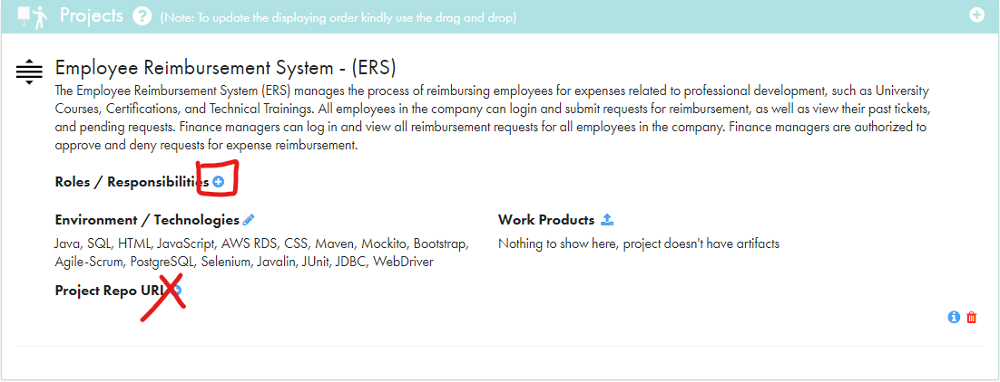 Projects ? (Note: To update the displaying order kindly use the drag and drop)
Employee Reimbursement System - (ERS)
The Employee Reimbursement System (ERS) manages the process of reimbursing employees for expenses related to professional development, such as University
Courses, Certifications, and Technical Trainings. All employees in the company can login and submit requests for reimbursement, as well as view their past tickets,
and pending requests. Finance managers can log in and view all reimbursement requests for all employees in the company. Finance managers are authorized to
approve and deny requests for expense reimbursement.
Roles / Responsibilities
Environment / Technologies
Java, SQL, HTML, JavaScript, AWS RDS, CSS, Maven, Mockito, Bootstrap,
Agile-Scrum, PostgreSQL, Selenium, Javalin, JUnit, JDBC, WebDriver
Work Products
Nothing to show here, project doesn't have artifacts
Project Repo URL